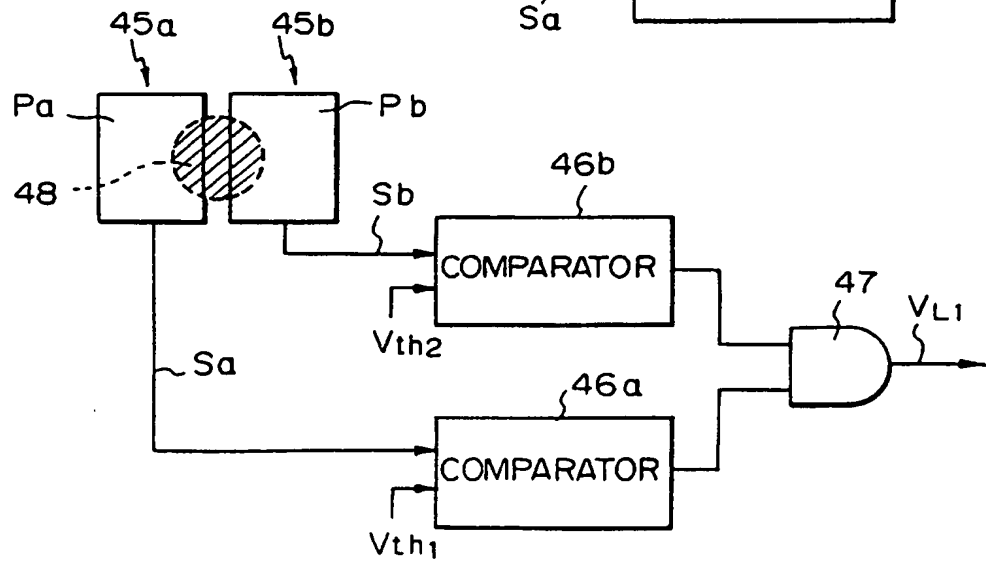 Sa
45a
45b
Pa
Pb
48
Sb
46b
COMPARATOR
Vth2
47
VL1
Sa
46a
COMPARATOR
Vth1